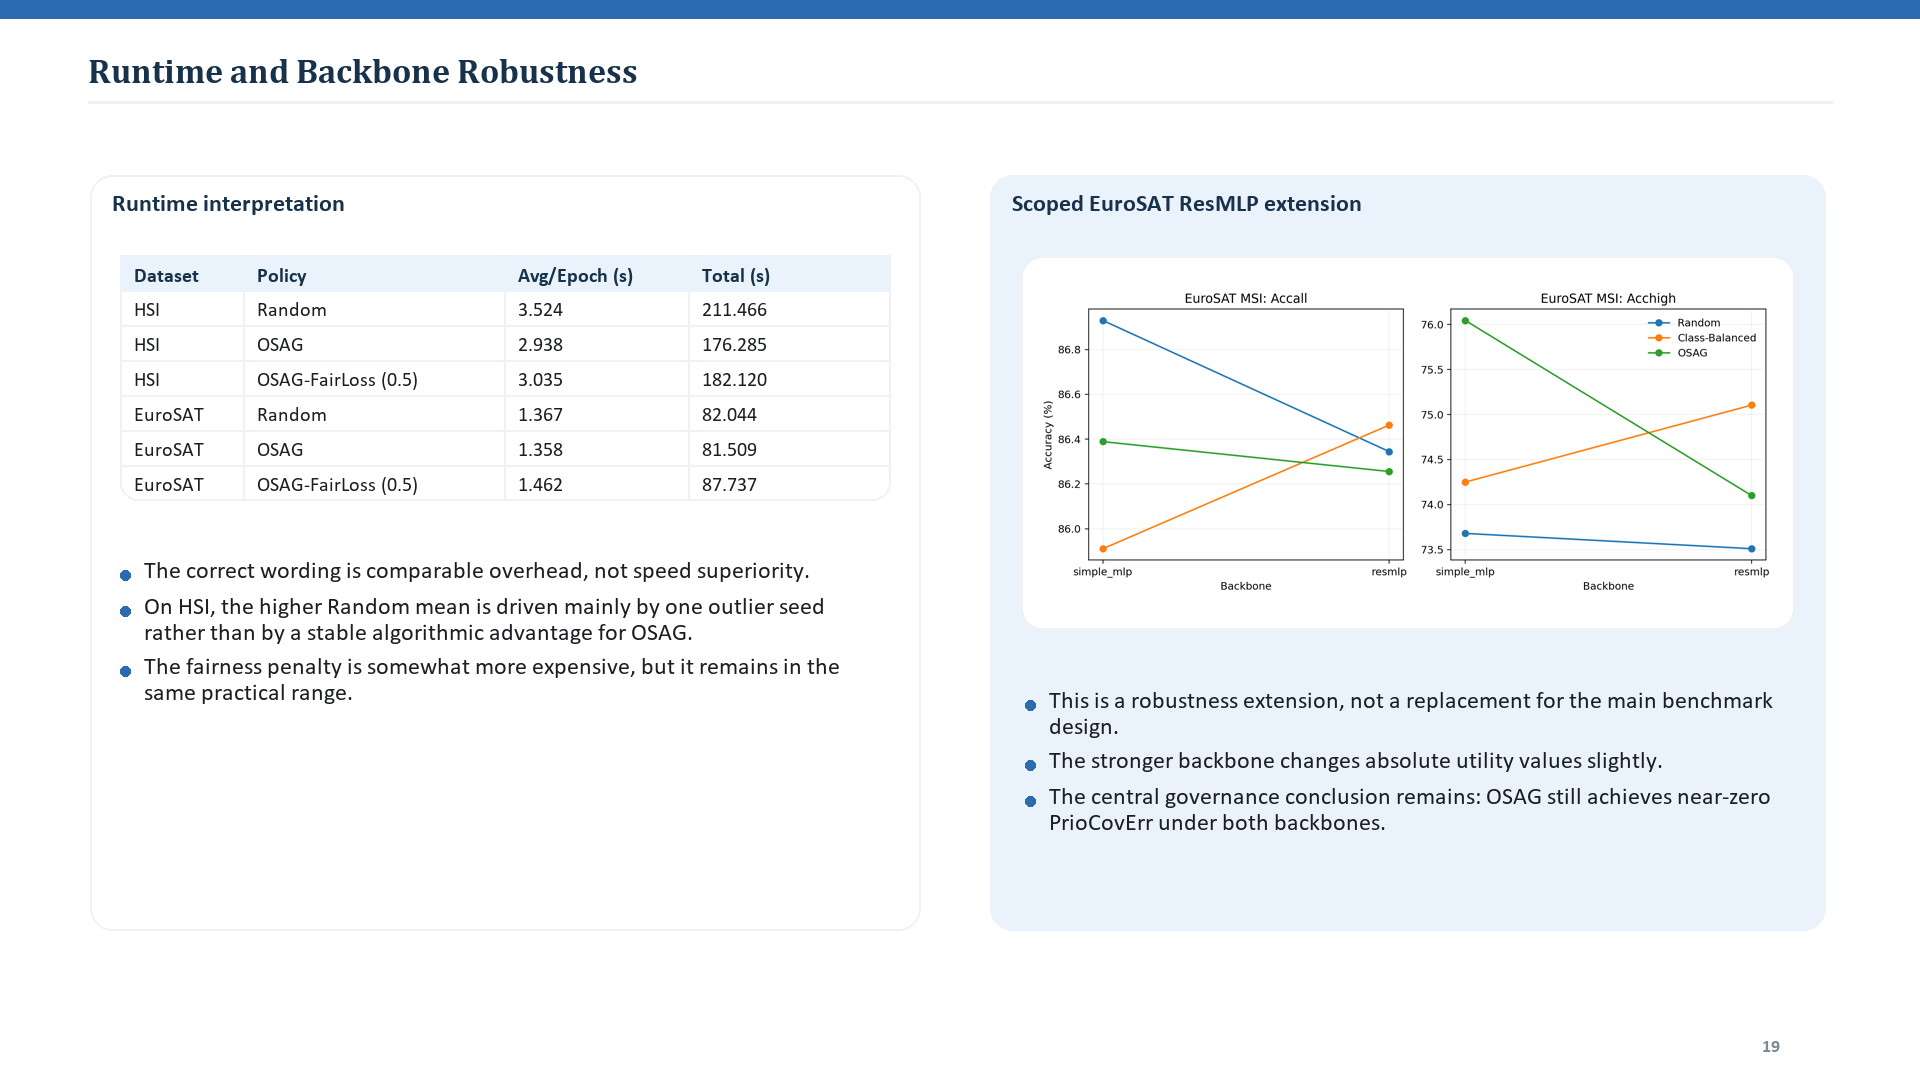 Runtime and Backbone Robustness
Runtime interpretation
Dataset Policy Avg/Epoch (s) Total (s)
HSI Random 3.524 211.466
HSI OSAG 2.938 176.285
HSI OSAG-FairLoss (0.5) 3.035 182.120
EuroSAT Random 1.367 82.044
EuroSAT OSAG 1.358 81.509
EuroSAT OSAG-FairLoss (0.5) 1.462 87.737
The correct wording is comparable overhead, not speed superiority.
On HSI, the higher Random mean is driven mainly by one outlier seed
rather than by a stable algorithmic advantage for OSAG.
The fairness penalty is somewhat more expensive, but it remains in the
same practical range.
Scoped EuroSAT ResMLP extension
EuroSAT MSI: Accall
Accuracy (%)
86.8
86.6
86.4
86.2
86.0
simple_mlp resmlp
Backbone
EuroSAT MSI: Acchigh
76.0
75.5
75.0
74.5
74.0
73.5
Random
Class-Balanced
OSAG
simple_mlp resmlp
Backbone
This is a robustness extension, not a replacement for the main benchmark
design.
The stronger backbone changes absolute utility values slightly.
The central governance conclusion remains: OSAG still achieves near-zero
PrioCovErr under both backbones.
19